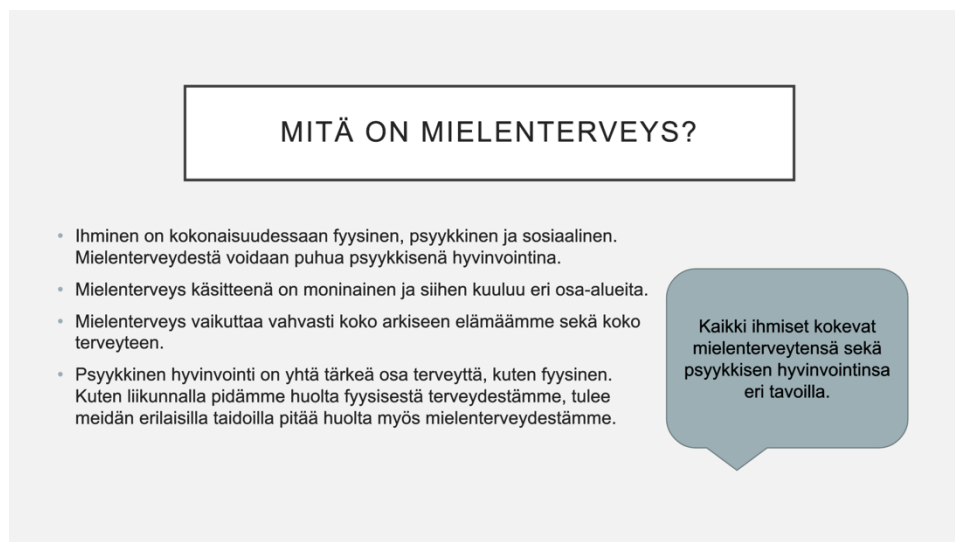 MITÄ ON MIELENTERVEYS?
• Ihminen on kokonaisuudessaan fyysinen, psyykkinen ja sosiaalinen.
Mielenterveydestä voidaan puhua psyykkisenä hyvinvointina.
• Mielenterveys käsitteenä on moninainen ja siihen kuuluu eri osa-alueita.
• Mielenterveys vaikuttaa vahvasti koko arkiseen elämäämme sekä koko
terveyteen.
• Psyykkinen hyvinvointi on yhtä tärkeä osa terveyttä, kuten fyysinen.
Kuten liikunnalla pidämme huolta fyysisestä terveydestämme, tulee
meidän erilaisilla taidoilla pitää huolta myös mielenterveydestämme.
Kaikki ihmiset kokevat
mielenterveytensä sekä
psyykkisen hyvinvointinsa
eri tavoilla.